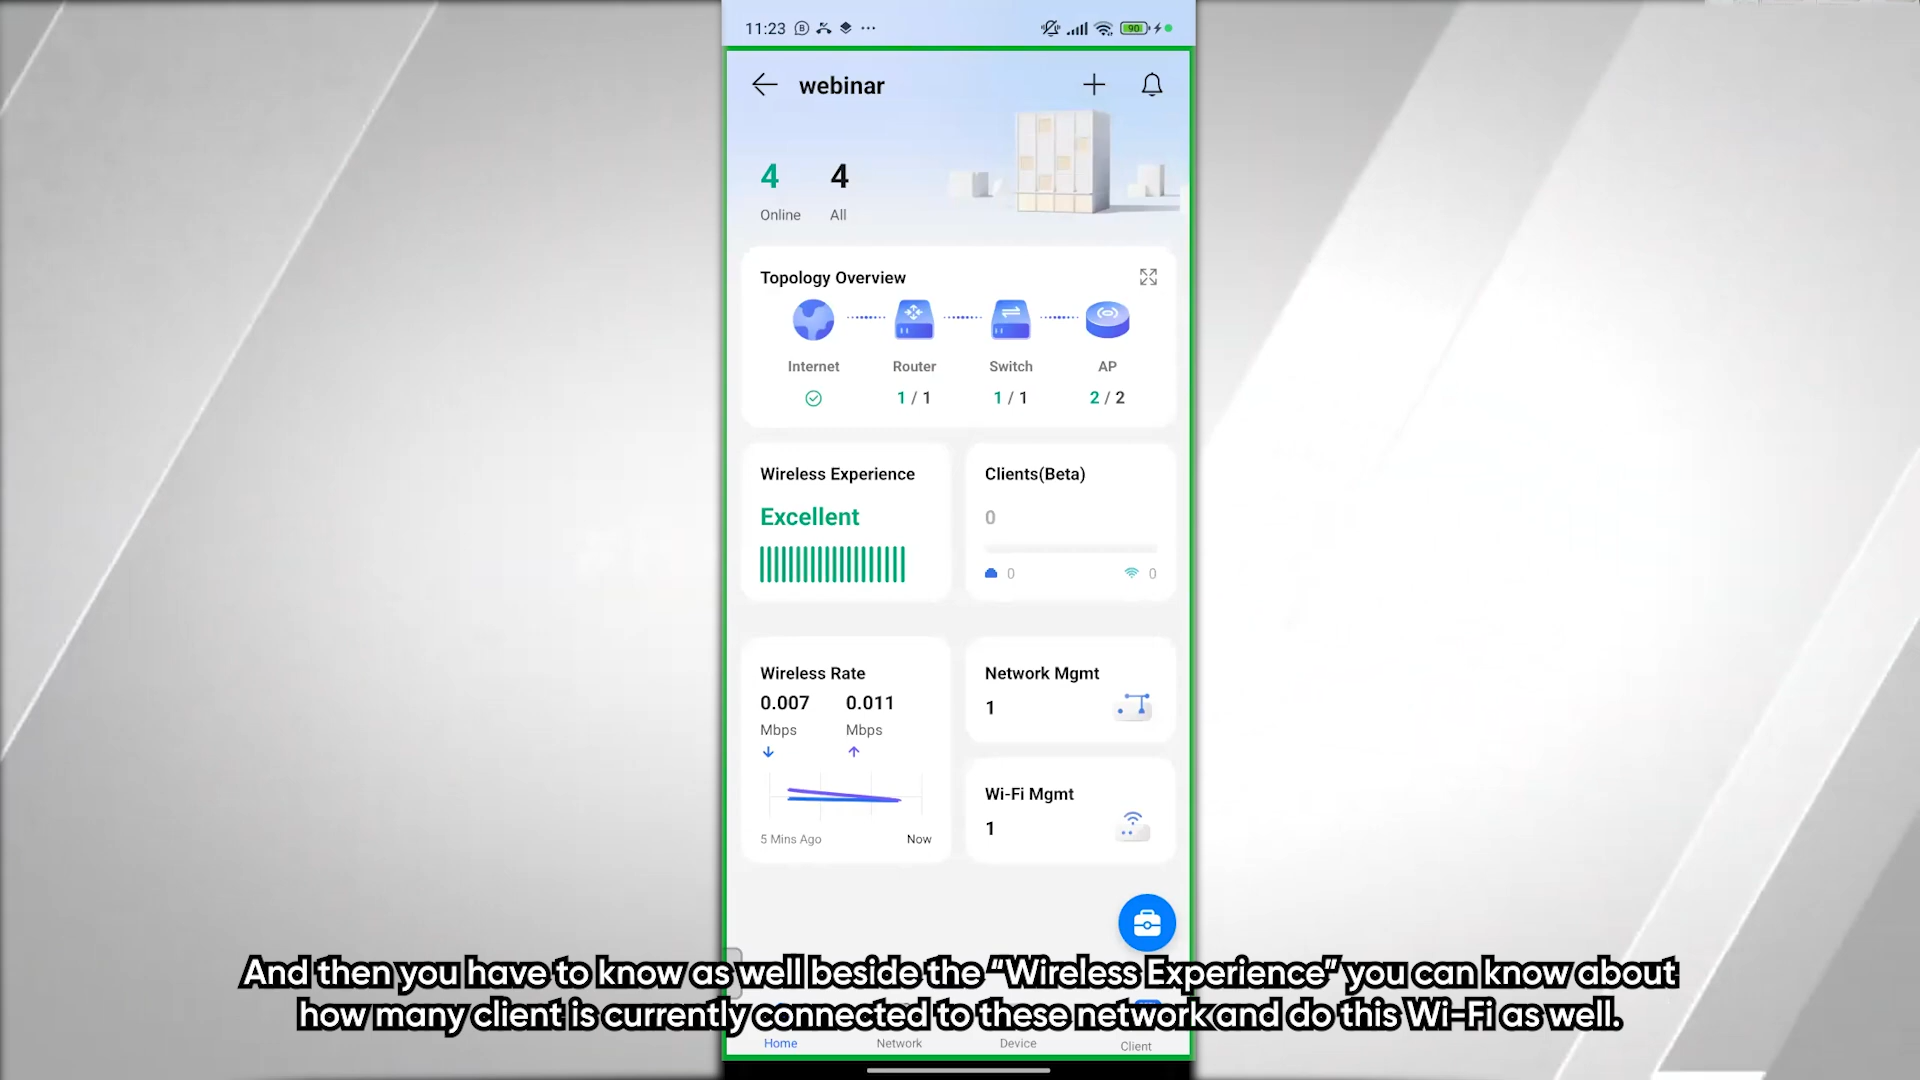 11:23
90
webinar
4 4
Online All
Topology Overview
Internet Router Switch AP
1 / 1 1 / 1 2 / 2
Wireless Experience
Excellent
Clients(Beta)
0
0 0
Wireless Rate
0.007 0.011
Mbps Mbps
5 Mins Ago Now
Network Mgmt
1
Wi-Fi Mgmt
1
And then you have to know as well beside the “Wireless Experience” you can know about
how many client is currently connected to these network and do this Wi-Fi as well.
Home Network Device Client